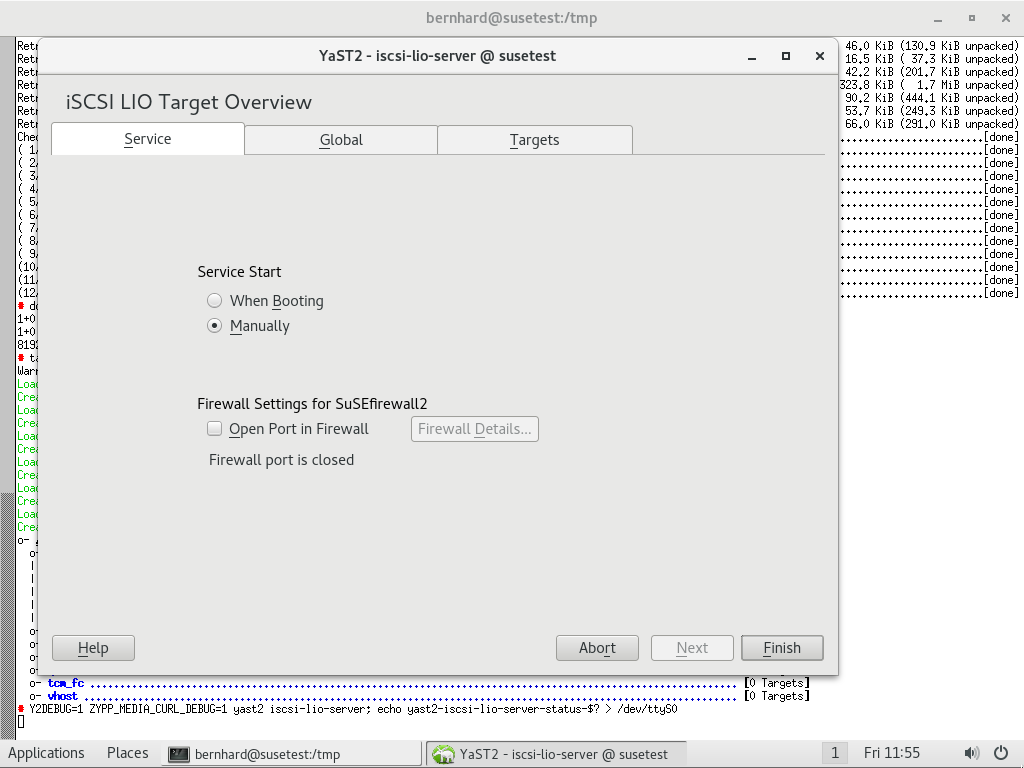 bernhard@susetest:/tmp
Retr
46.0 KiB (130.9 KiB unpacked)
Retr
16.5 KiB ( 37.3 KiB unpacked)
Retr
42.2 KiB (201.7 KiB unpacked)
Retr
323.8 KiB ( 1.7 MiB unpacked)
Retr
90.2 KiB (444.1 KiB unpacked)
Retr
53.7 KiB (249.3 KiB unpacked)
Retr
66.0 KiB (291.0 KiB unpacked)
Chec
......................[done]
( 1/
......................[done]
( 2/
......................[done]
( 3/
......................[done]
( 4/
......................[done]
( 5/
......................[done]
( 6/
......................[done]
( 7/
......................[done]
( 8/
......................[done]
( 9/
......................[done]
(10/
......................[done]
(11/
......................[done]
(12/
......................[done]
# d
1+0
1+0
8192
# ta
Warn
Load
Crea
Load
Crea
Load
Crea
Load
Crea
Load
Crea
Load
Crea
o-
YaST2 - iscsi-lio-server @ susetest
iSCSI LIO Target Overview
Service Global Targets
Service Start
When Booting
Manually
Firewall Settings for SuSEfirewall2
Open Port in Firewall Firewall Details...
Firewall port is closed
Help Abort Next Finish
o- tcm_fc ................................ [0 Targets]
o- vhost ................................ [0 Targets]
# Y2DEBUG=1 ZYPP_MEDIA_CURL_DEBUG=1 yast2 iscsi-lio-server; echo yast2-iscsi-lio-server-status-$? > /dev/ttyS0
Applications Places bernhard@susetest:/tmp YaST2 - iscsi-lio-server @ susetest 1 Fri 11:55